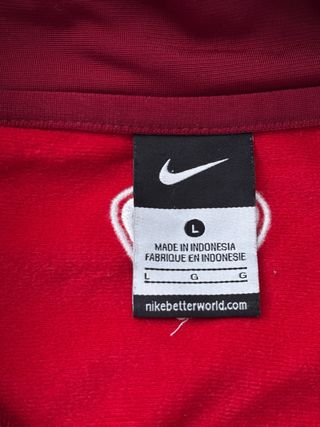 L
MADE IN INDONESIA
FABRIQUE EN INDONESIE
L G G
nikebetterworld.com